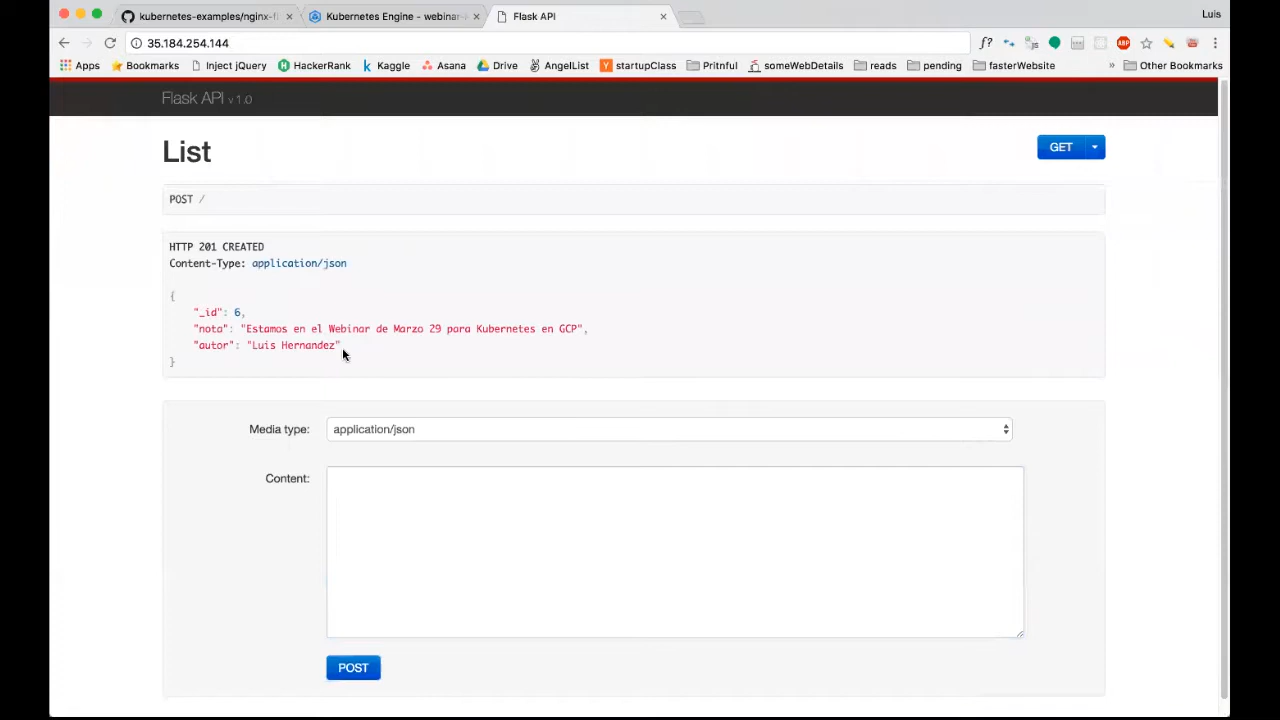 kubernetes-examples/nginx-f
Kubernetes Engine - webinar-
Flask API
Luis
35.184.254.144
f?
Apps
Bookmarks
Inject jQuery
HackerRank
Kaggle
Asana
Drive
AngelList
startupClass
Pritnful
someWebDetails
reads
pending
fasterWebsite
»
Other Bookmarks
Flask API v 1.0
List
GET
POST /
HTTP 201 CREATED
Content-Type: application/json
{
"_id": 6,
"nota": "Estamos en el Webinar de Marzo 29 para Kubernetes en GCP",
"autor": "Luis Hernandez"
}
Media type:
application/json
Content:
POST